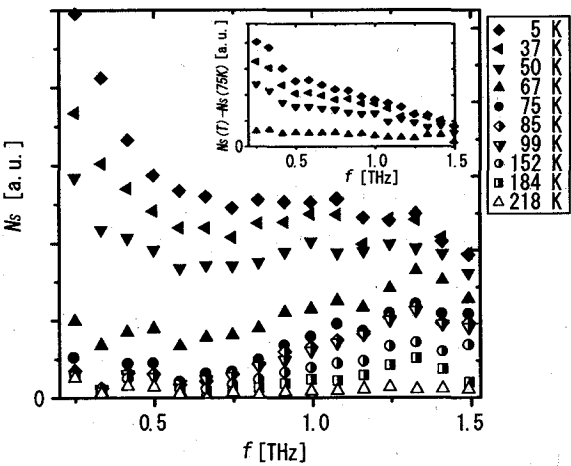 Ns(T)-Ns(75K) [a. u.]
0.5
1.0
1.5
f [THz]
5 K
37 K
50 K
67 K
75 K
85 K
99 K
152 K
184 K
218 K
Ns [a. u.]
0
0.5
1.0
1.5
f [THz]